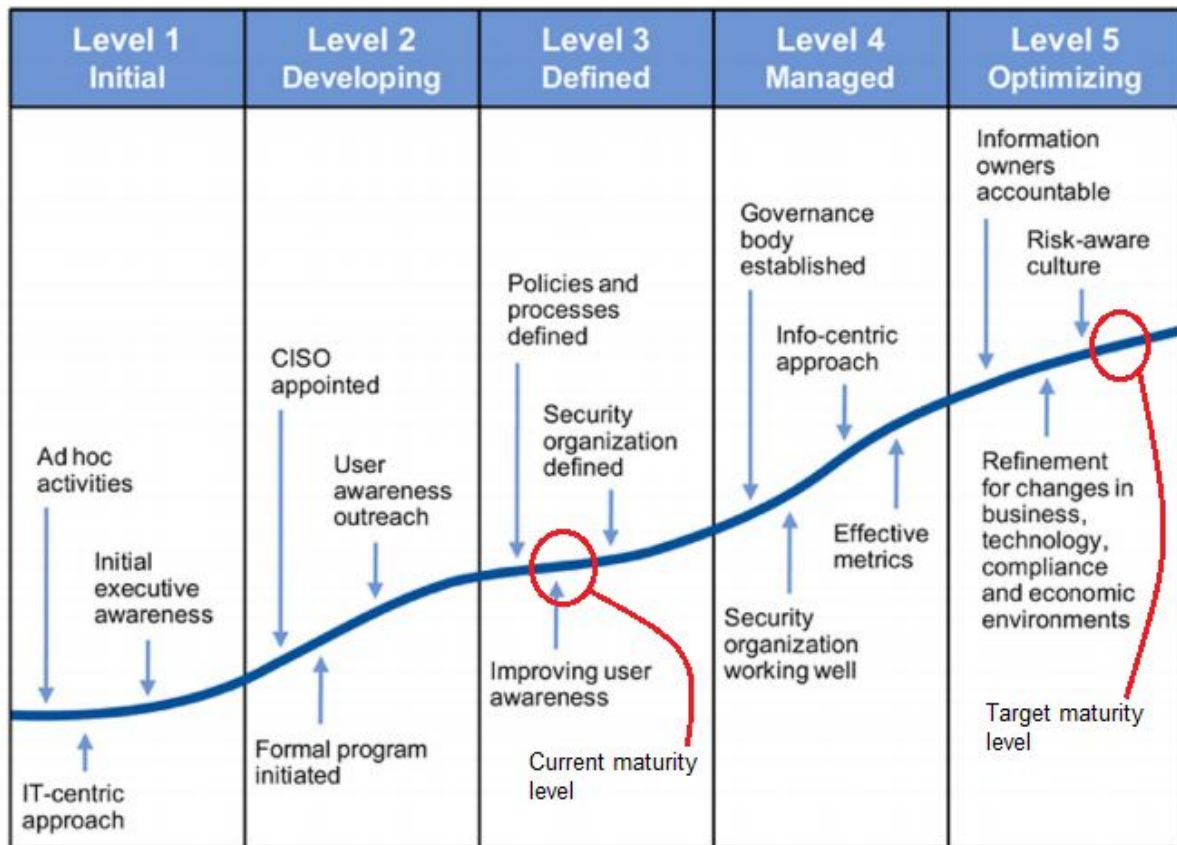 Level 1
Initial
Level 2
Developing
Level 3
Defined
Level 4
Managed
Level 5
Optimizing
Ad hoc
activities
Initial
executive
awareness
IT-centric
approach
CISO
appointed
User
awareness
outreach
Formal program
initiated
Policies and
processes
defined
Security
organization
defined
Improving user
awareness
Current maturity
level
Governance
body
established
Info-centric
approach
Effective
metrics
Security
organization
working well
Information
owners
accountable
Risk-aware
culture
Refinement
for changes in
business,
technology,
compliance
and economic
environments
Target maturity
level